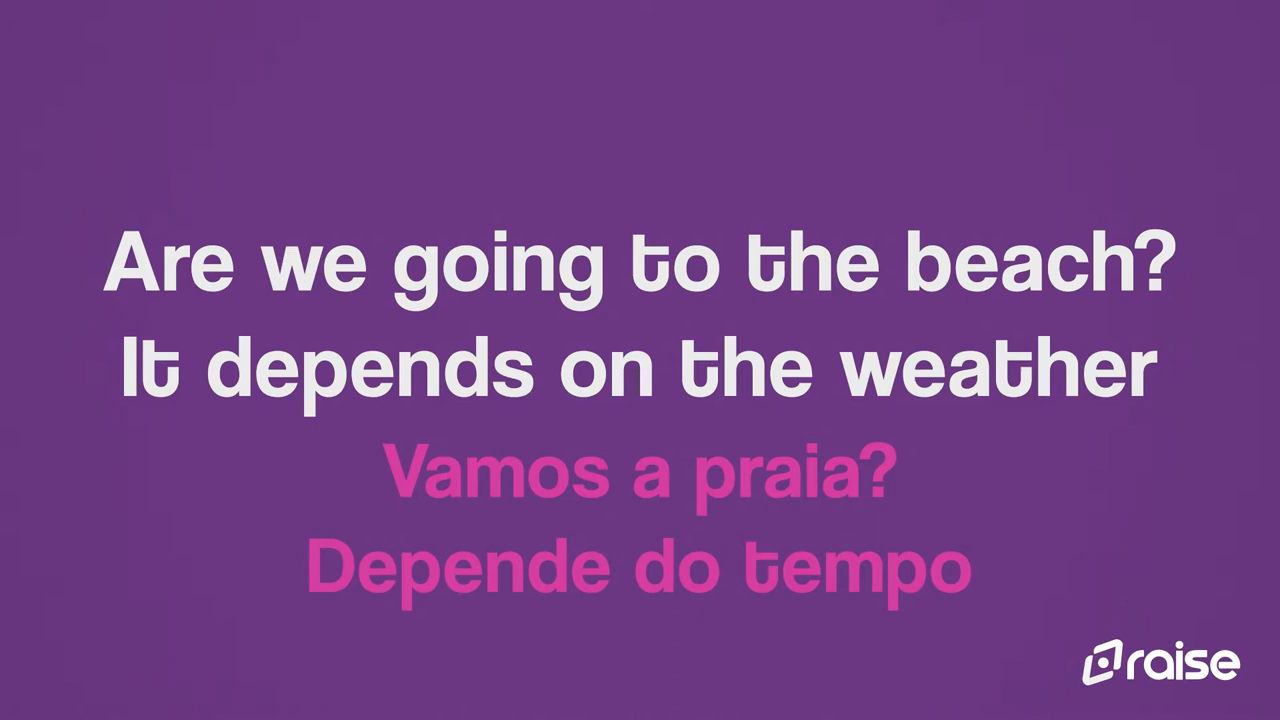 Are we going to the beach?
It depends on the weather
Vamos a praia?
Depende do tempo
raise